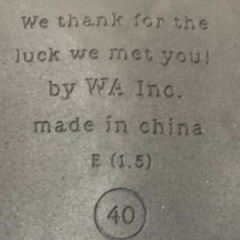 We thank for the
luck we met you!
by WA Inc.
made in china
E (1.5)
40